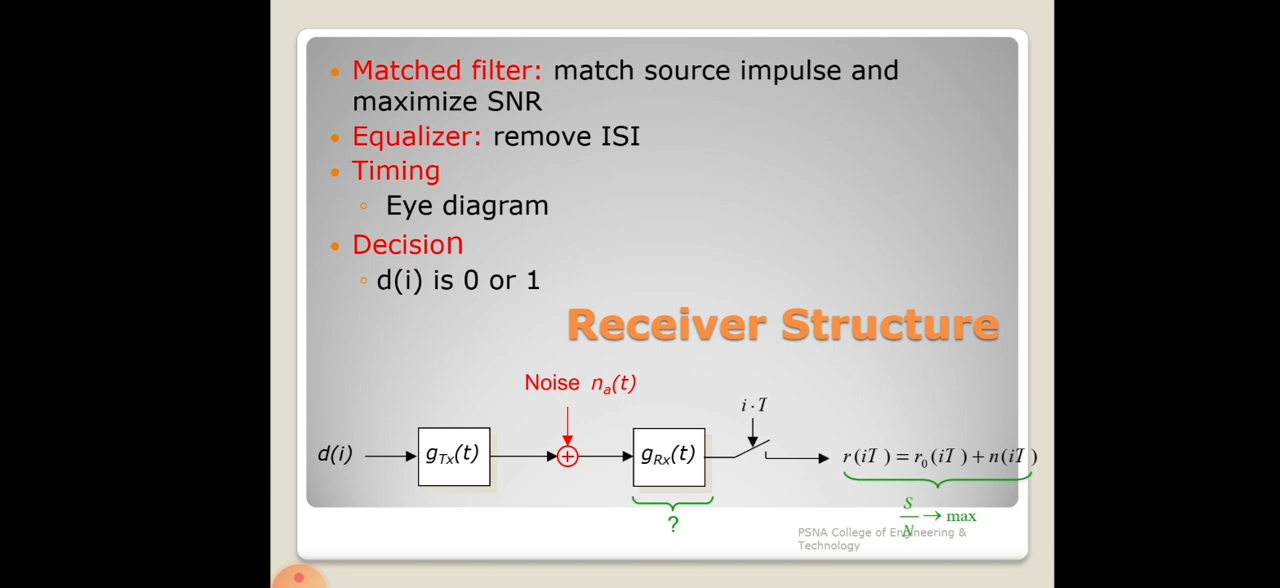 • Matched filter: match source impulse and
maximize SNR
• Equalizer: remove ISI
• Timing
◦ Eye diagram
• Decision
◦ d(i) is 0 or 1
Receiver Structure
Noise nₐ(t)
i·T
d(i)
g_Tx(t)
+
g_Rx(t)
r(iT) = r₀(iT) + n(iT)
?
S/N → max
PSNA College of Engineering &
Technology